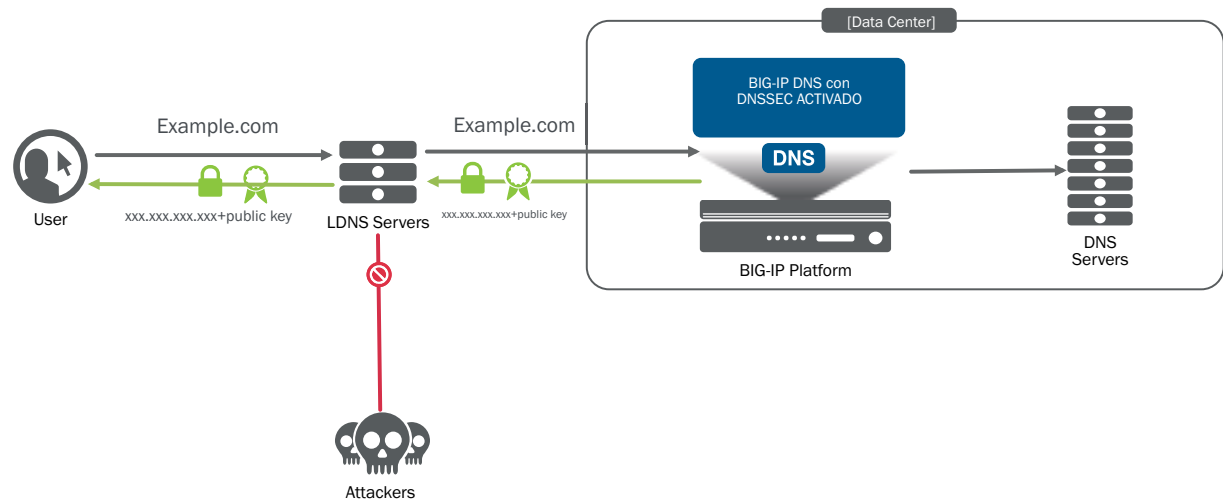 [Data Center]
BIG-IP DNS con
DNSSEC ACTIVADO
Example.com
Example.com
DNS
xxx.xxx.xxx.xxx+public key
xxx.xxx.xxx.xxx+public key
User
LDNS Servers
BIG-IP Platform
DNS
Servers
Attackers